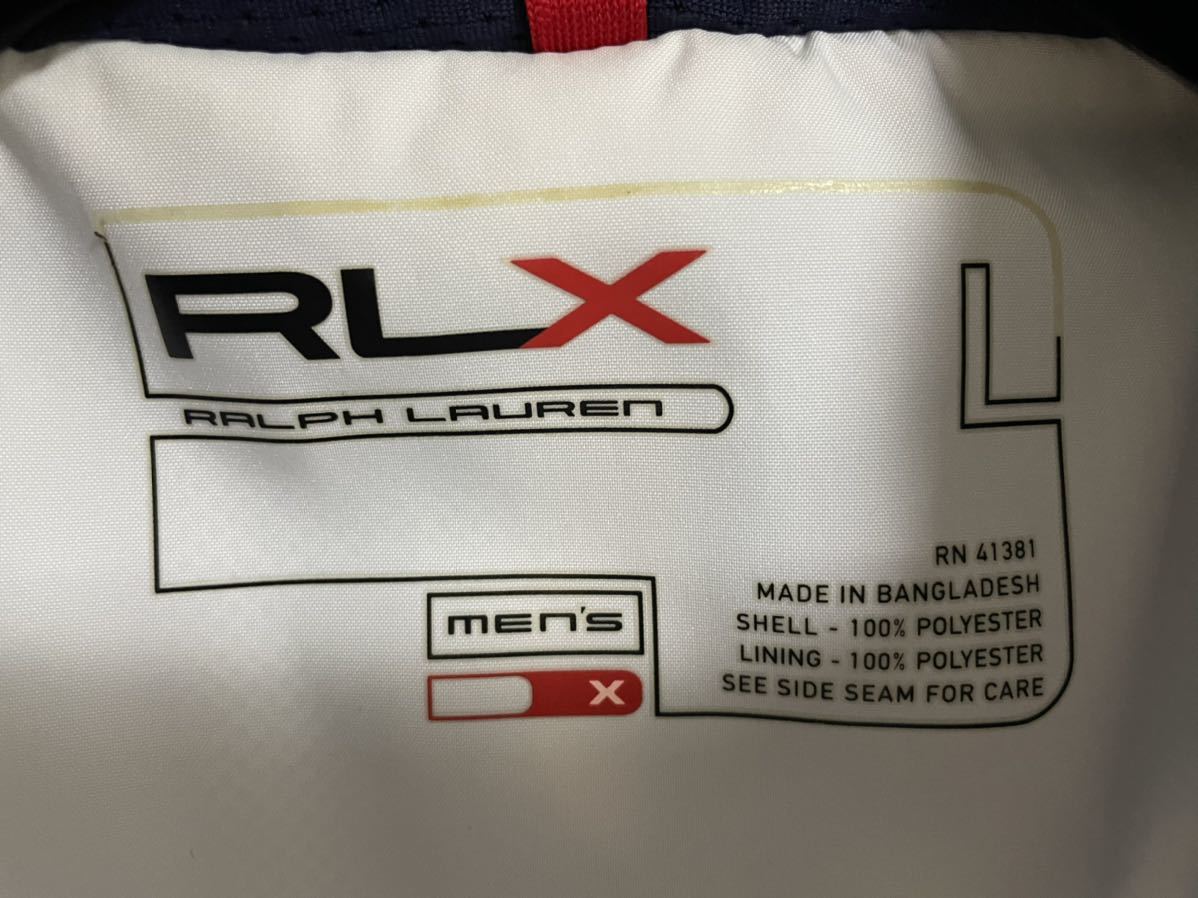 RLX
L
RALPH LAUREN
RN 41381
MADE IN BANGLADESH
SHELL - 100% POLYESTER
LINING - 100% POLYESTER
SEE SIDE SEAM FOR CARE
MEN'S
X